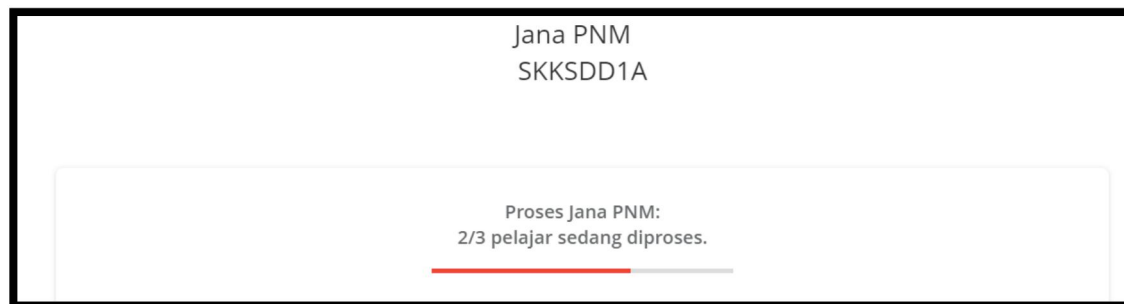 Jana PNM
SKKSDD1A
Proses Jana PNM:
2/3 pelajar sedang diproses.